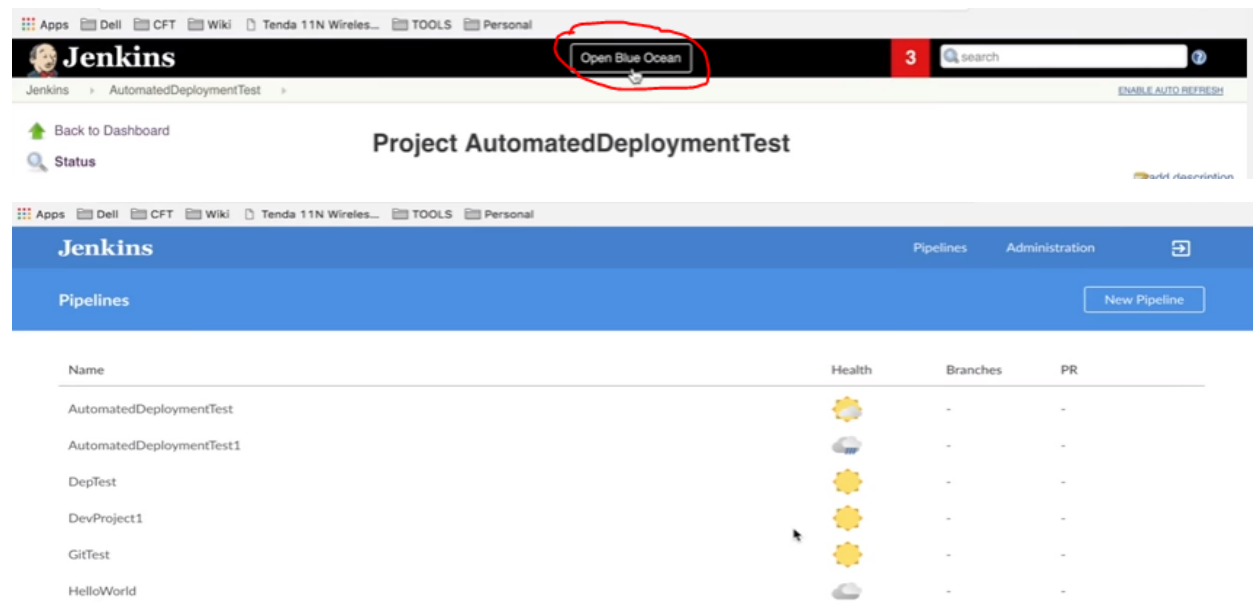 Apps Dell CFT Wiki Tenda 11N Wireles... TOOLS Personal
Jenkins Open Blue Ocean 3 search ?
Jenkins AutomatedDeploymentTest ENABLE AUTO REFRESH
Back to Dashboard
Project AutomatedDeploymentTest
Status
add description
Apps Dell CFT Wiki Tenda 11N Wireles... TOOLS Personal
Jenkins Pipelines Administration
Pipelines New Pipeline
Name Health Branches PR
AutomatedDeploymentTest - -
AutomatedDeploymentTest1 - -
DepTest - -
DevProject1 - -
GitTest - -
HelloWorld - -